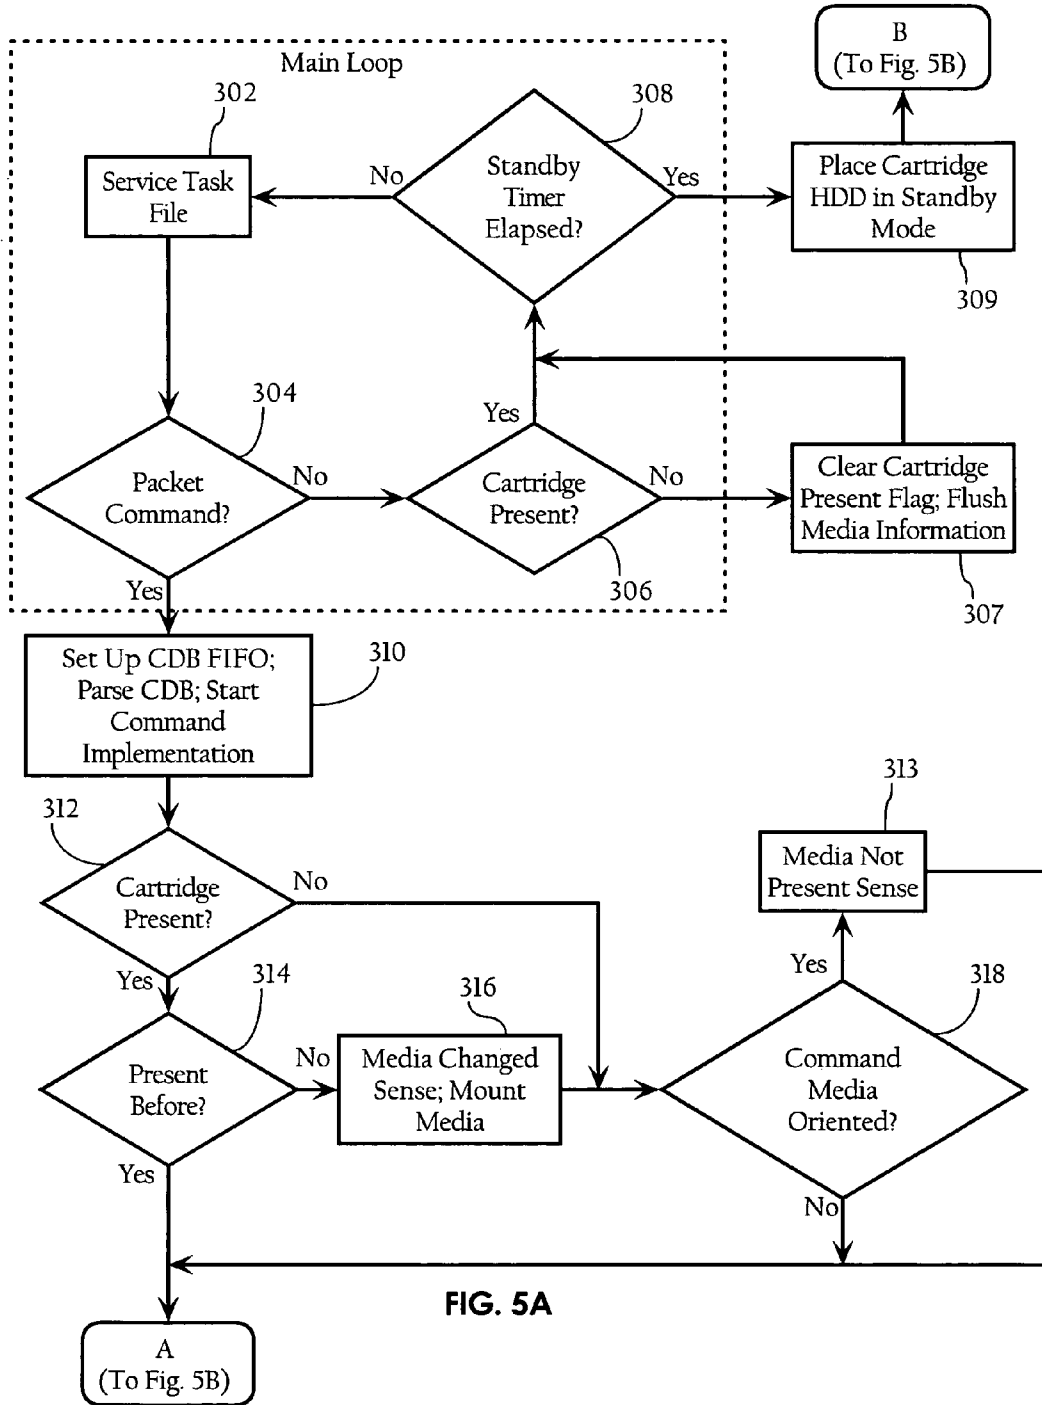 B
(To Fig. 5B)
Main Loop
302
308
Service Task
File
No
Standby
Timer
Elapsed?
Yes
Place Cartridge
HDD in Standby
Mode
309
304
Yes
Packet
Command?
No
Cartridge
Present?
No
Clear Cartridge
Present Flag; Flush
Media Information
306
307
Yes
Set Up CDB FIFO;
Parse CDB; Start
Command
Implementation
310
312
313
Cartridge
Present?
No
Media Not
Present Sense
Yes
314
316
Yes
318
Present
Before?
No
Media Changed
Sense; Mount
Media
Command
Media
Oriented?
Yes
No
FIG. 5A
A
(To Fig. 5B)